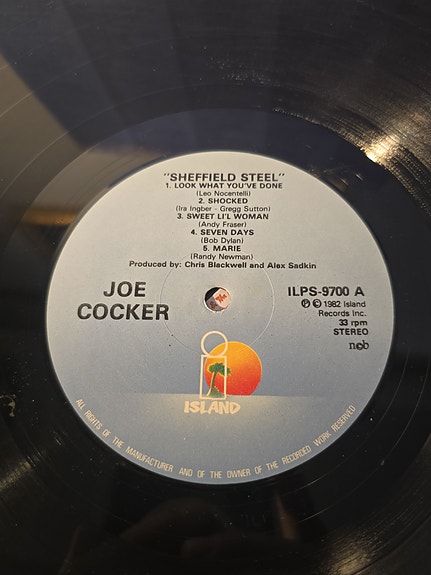 "SHEFFIELD STEEL"
1. LOOK WHAT YOU'VE DONE
(Leo Nocentelli)
2. SHOCKED
(Ira Ingber - Gregg Sutton)
3. SWEET LI'L WOMAN
(Andy Fraser)
4. SEVEN DAYS
(Bob Dylan)
5. MARIE
(Randy Newman)
Produced by: Chris Blackwell and Alex Sadkin
JOE
COCKER
ILPS-9700 A
℗ © 1982 Island
Records Inc.
33 rpm
STEREO
ncb
ISLAND
ALL RIGHTS OF THE MANUFACTURER AND OF THE OWNER OF THE RECORDED WORK RESERVED